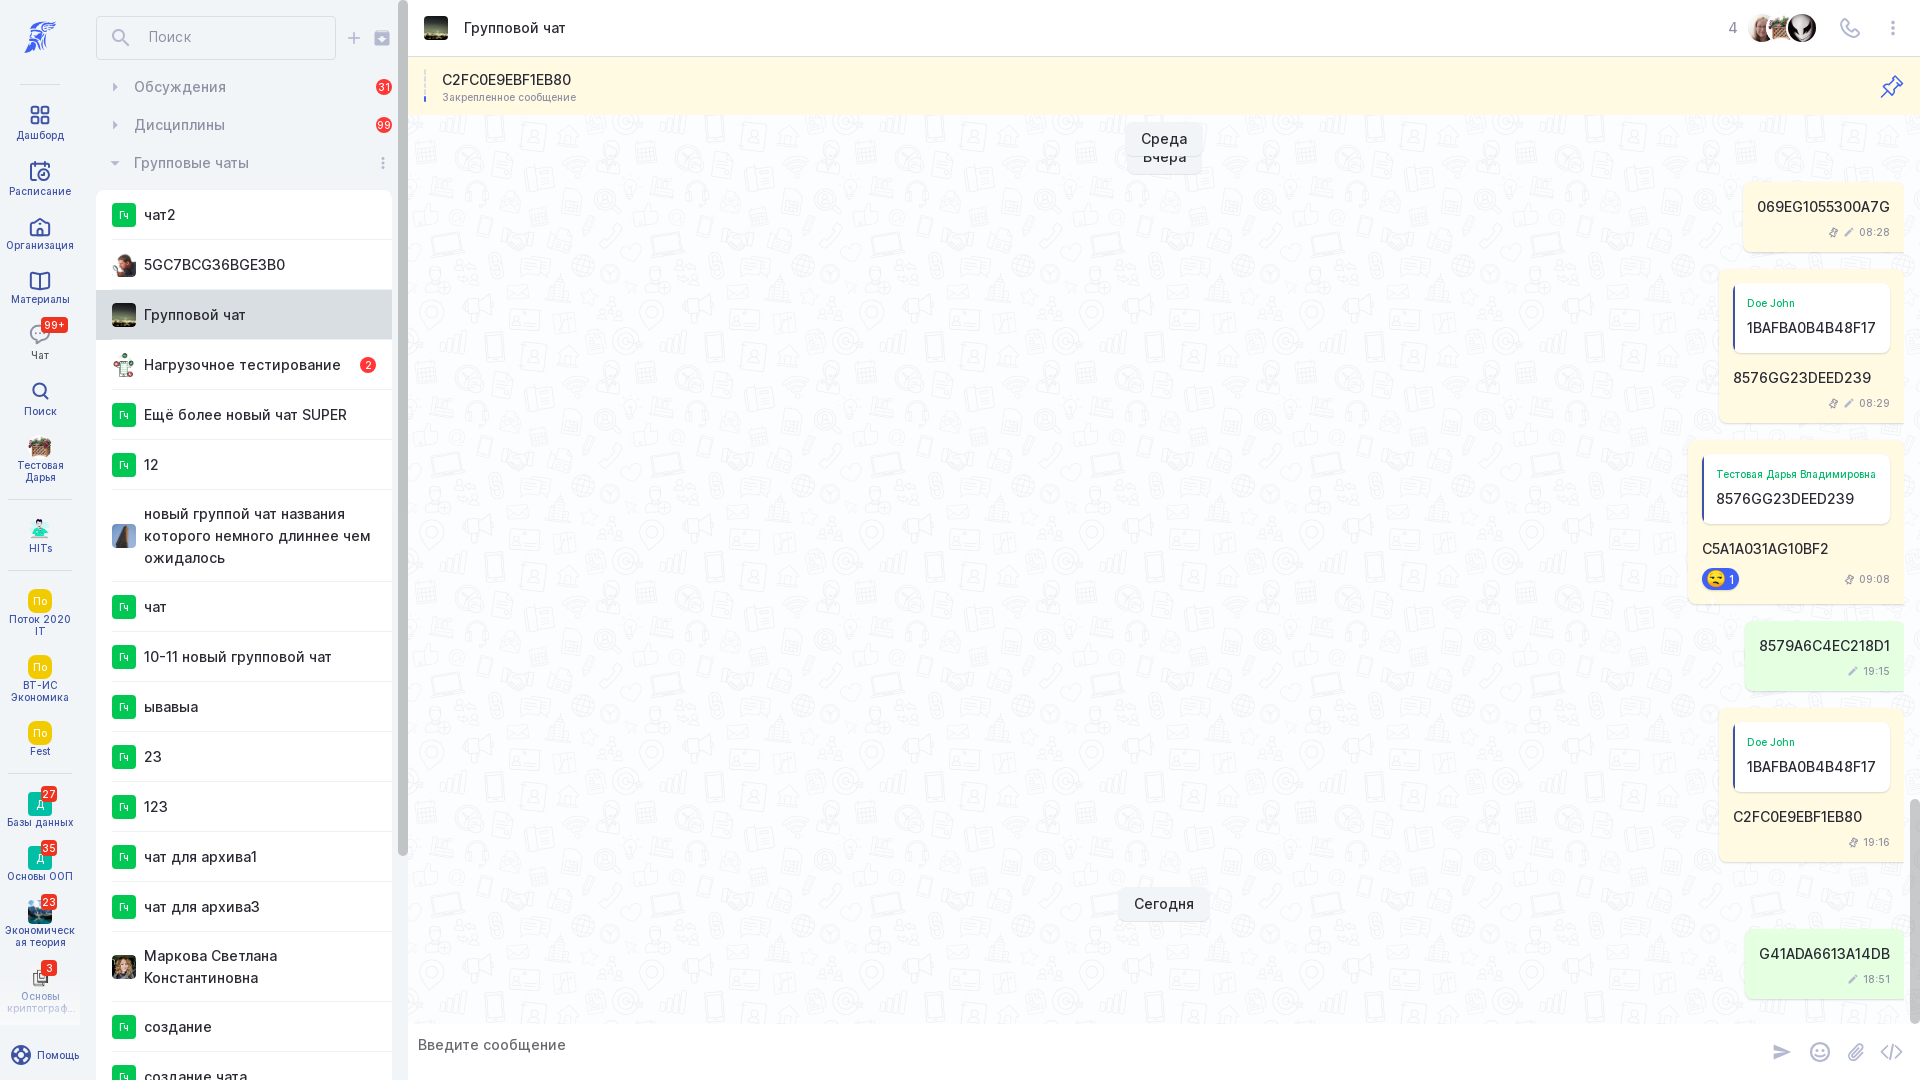 Дашборд
Расписание
Организация
Материалы
99+
Чат
Поиск
Тестовая
Дарья
HITs
По
Поток 2020
IT
По
ВТ-ИС
Экономика
По
Fest
27
Д
Базы данных
35
Д
Основы ООП
23
Экономическ
ая теория
3
Основы
криптограф...
Помощь
Поиск
Обсуждения
31
Дисциплины
99
Групповые чаты
Гч
чат2
5GC7BCG36BGE3B0
Групповой чат
Нагрузочное тестирование
2
Гч
Ещё более новый чат SUPER
Гч
12
новый группой чат названия
которого немного длиннее чем
ожидалось
Гч
чат
Гч
10-11 новый групповой чат
Гч
ывавыа
Гч
23
Гч
123
Гч
чат для архива1
Гч
чат для архива3
Маркова Светлана
Константиновна
Гч
создание
Гч
создание чата
Групповой чат
4
C2FC0E9EBF1EB80
Закрепленное сообщение
Среда
Вчера
069EG1055300A7G
08:28
Doe John
1BAFBA0B4B48F17
8576GG23DEED239
08:29
Тестовая Дарья Владимировна
8576GG23DEED239
C5A1A031AG10BF2
1
09:08
8579A6C4EC218D1
19:15
Doe John
1BAFBA0B4B48F17
C2FC0E9EBF1EB80
19:16
Сегодня
G41ADA6613A14DB
18:51
Введите сообщение